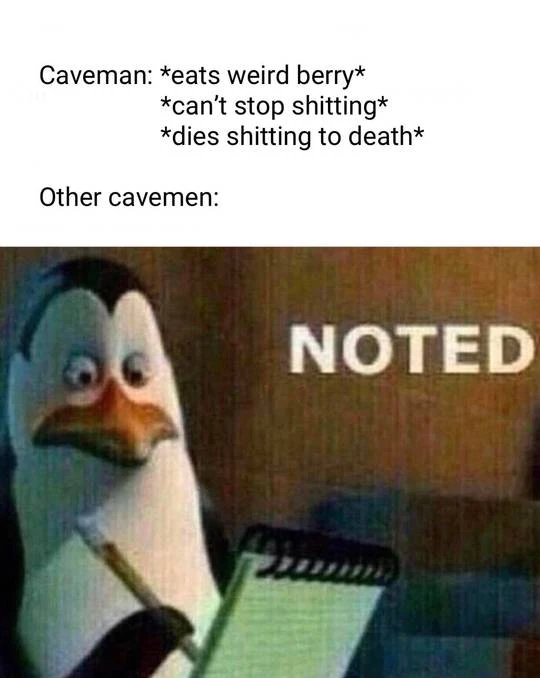 Caveman: *eats weird berry*
*can't stop shitting*
*dies shitting to death*
Other cavemen:
NOTED